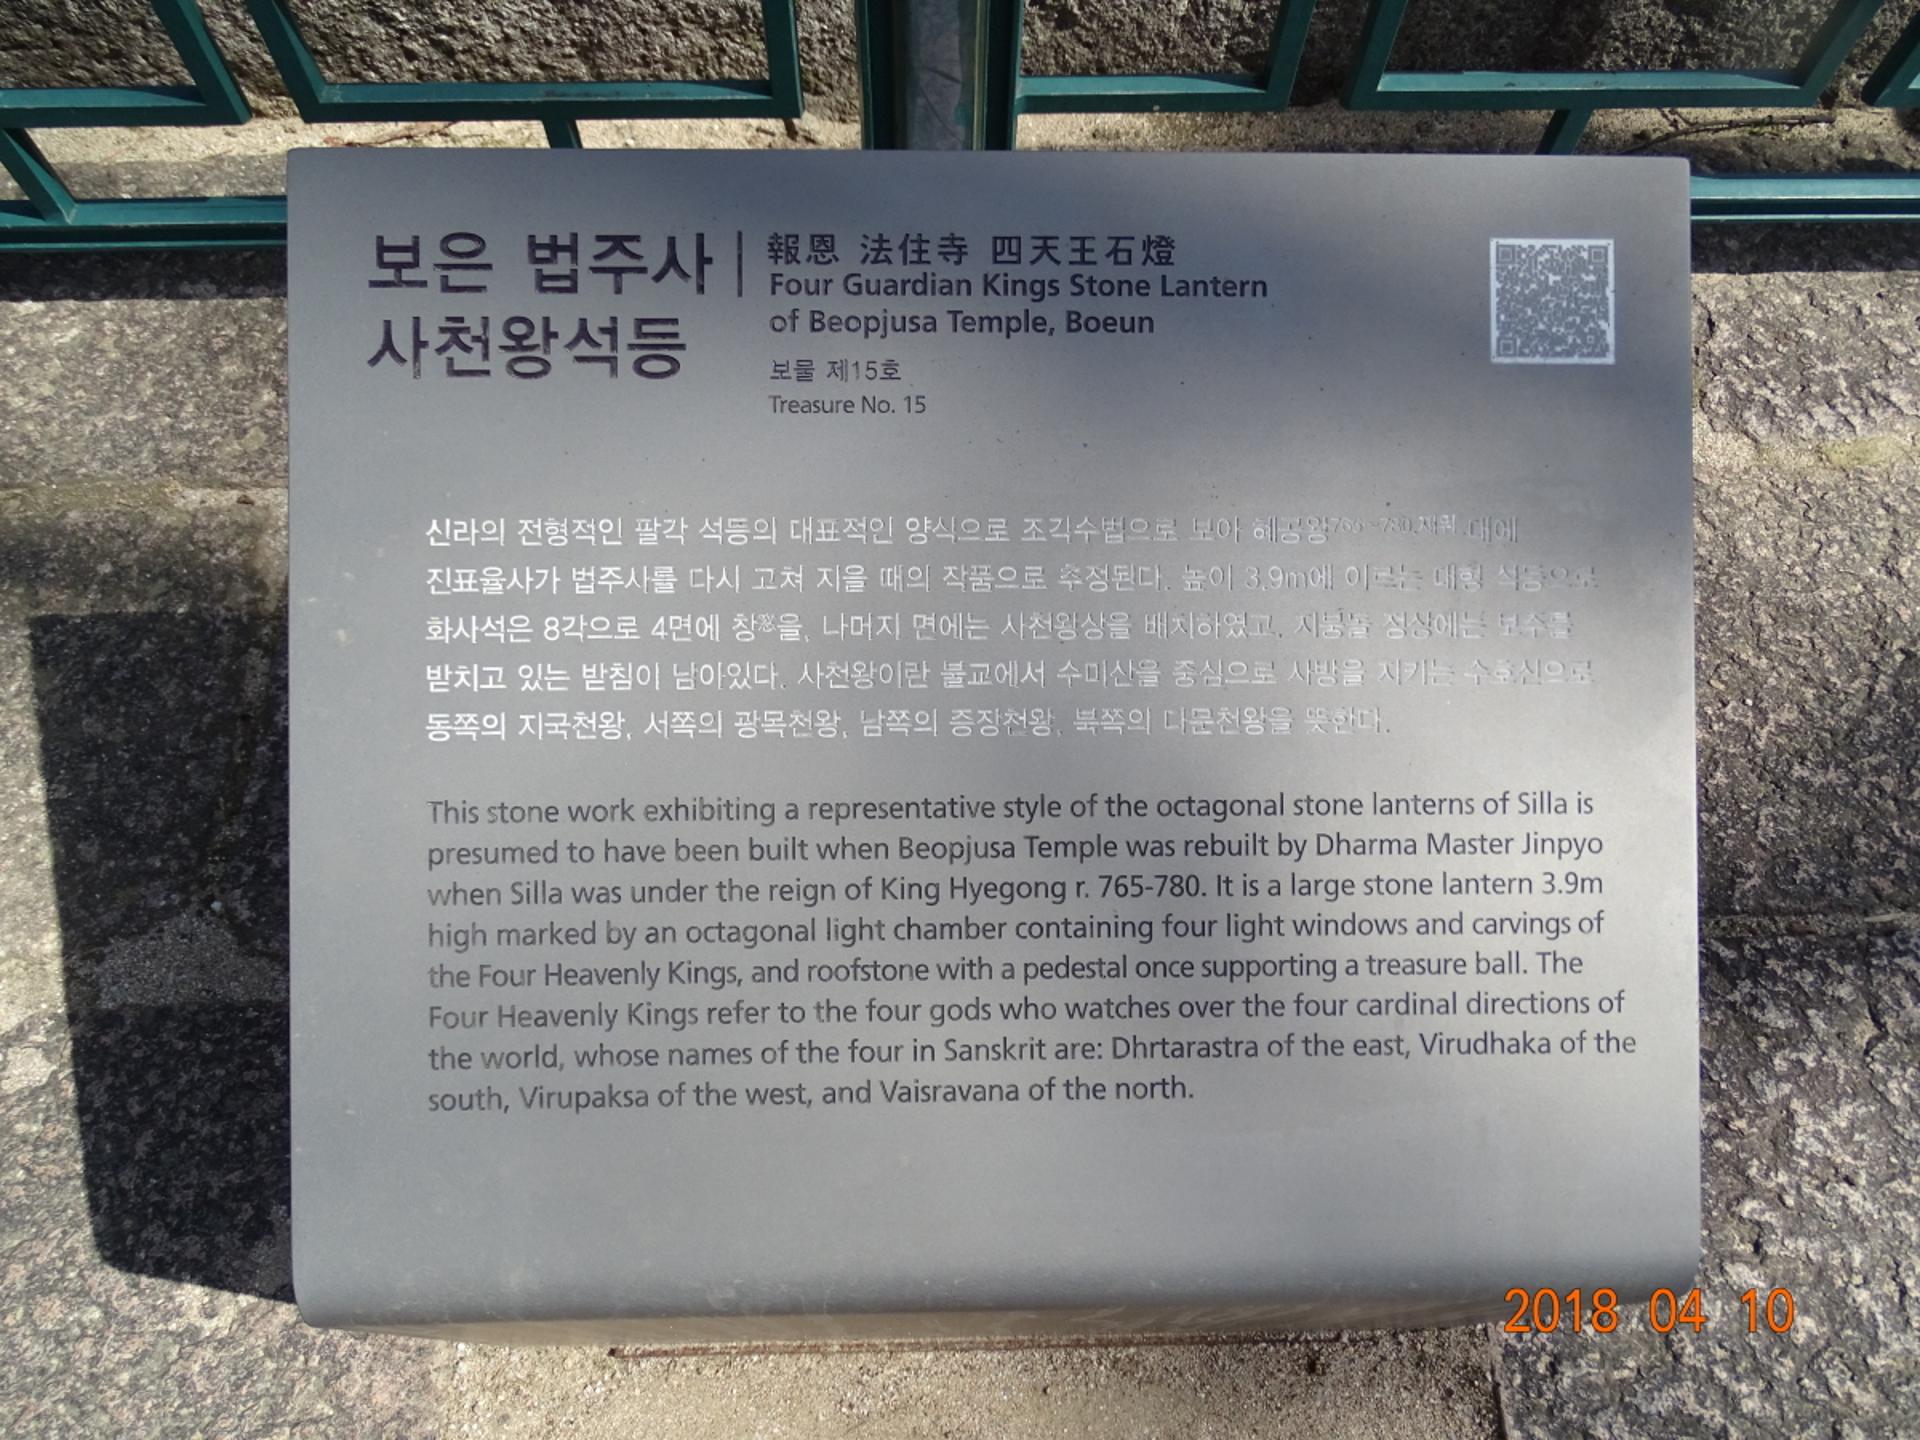 보은 법주사
사천왕석등
報恩 法住寺 四天王石燈
Four Guardian Kings Stone Lantern
of Beopjusa Temple, Boeun
보물 제15호
Treasure No. 15
신라의 전형적인 팔각 석등의 대표적인 양식으로 조각수법으로 보아 혜공왕 재위 대에
진표율사가 법주사를 다시 고쳐 지을 때의 작품으로 추정된다. 높이 3.9m에 이르는 대형 석등으로
화사석은 8각으로 4면에 창窓을, 나머지 면에는 사천왕상을 배치하였고, 지붕돌 정상에는 보주를
받치고 있는 받침이 남아있다. 사천왕이란 불교에서 수미산을 중심으로 사방을 지키는 수호신으로
동쪽의 지국천왕, 서쪽의 광목천왕, 남쪽의 증장천왕, 북쪽의 다문천왕을 뜻한다.
This stone work exhibiting a representative style of the octagonal stone lanterns of Silla is
presumed to have been built when Beopjusa Temple was rebuilt by Dharma Master Jinpyo
when Silla was under the reign of King Hyegong r. 765-780. It is a large stone lantern 3.9m
high marked by an octagonal light chamber containing four light windows and carvings of
the Four Heavenly Kings, and roofstone with a pedestal once supporting a treasure ball. The
Four Heavenly Kings refer to the four gods who watches over the four cardinal directions of
the world, whose names of the four in Sanskrit are: Dhrtarastra of the east, Virudhaka of the
south, Virupaksa of the west, and Vaisravana of the north.
2018 04 10